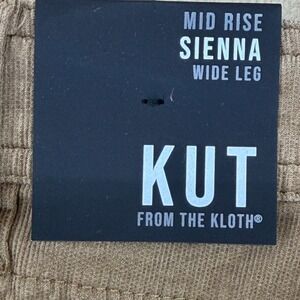 MID RISE
SIENNA
WIDE LEG
KUT
FROM THE KLOTH®